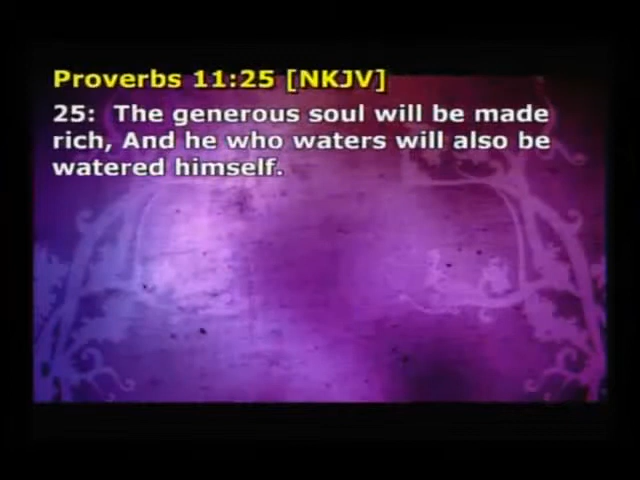 Proverbs 11:25 [NKJV]
25:  The generous soul will be made
rich, And he who waters will also be
watered himself.